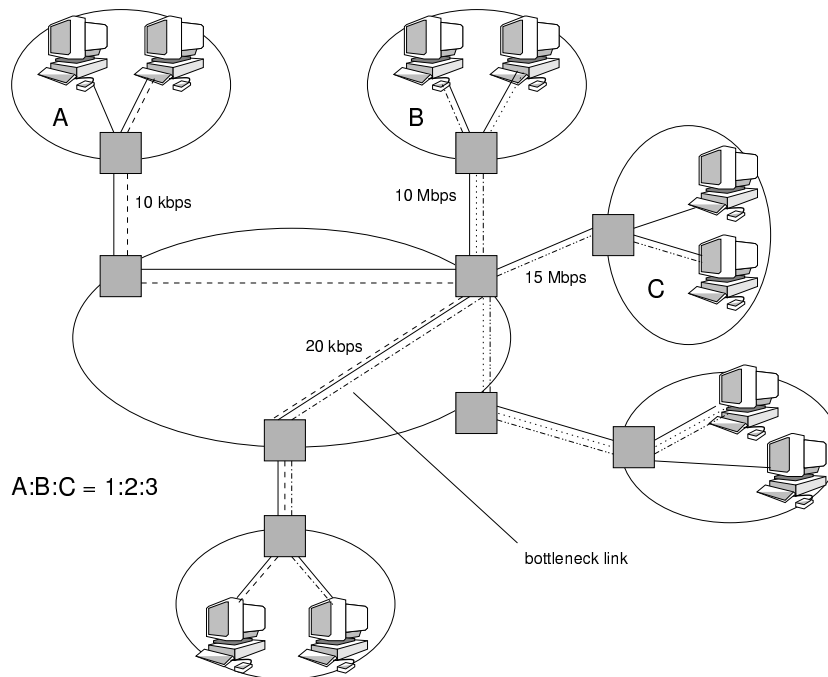 A
B
10 kbps
10 Mbps
15 Mbps
C
20 kbps
A:B:C = 1:2:3
bottleneck link